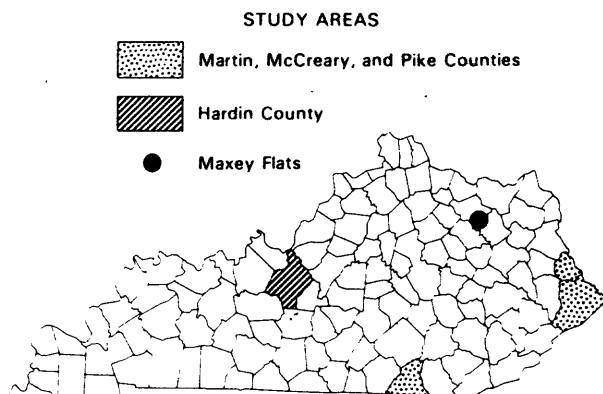 STUDY AREAS
Martin, McCreary, and Pike Counties
Hardin County
Maxey Flats